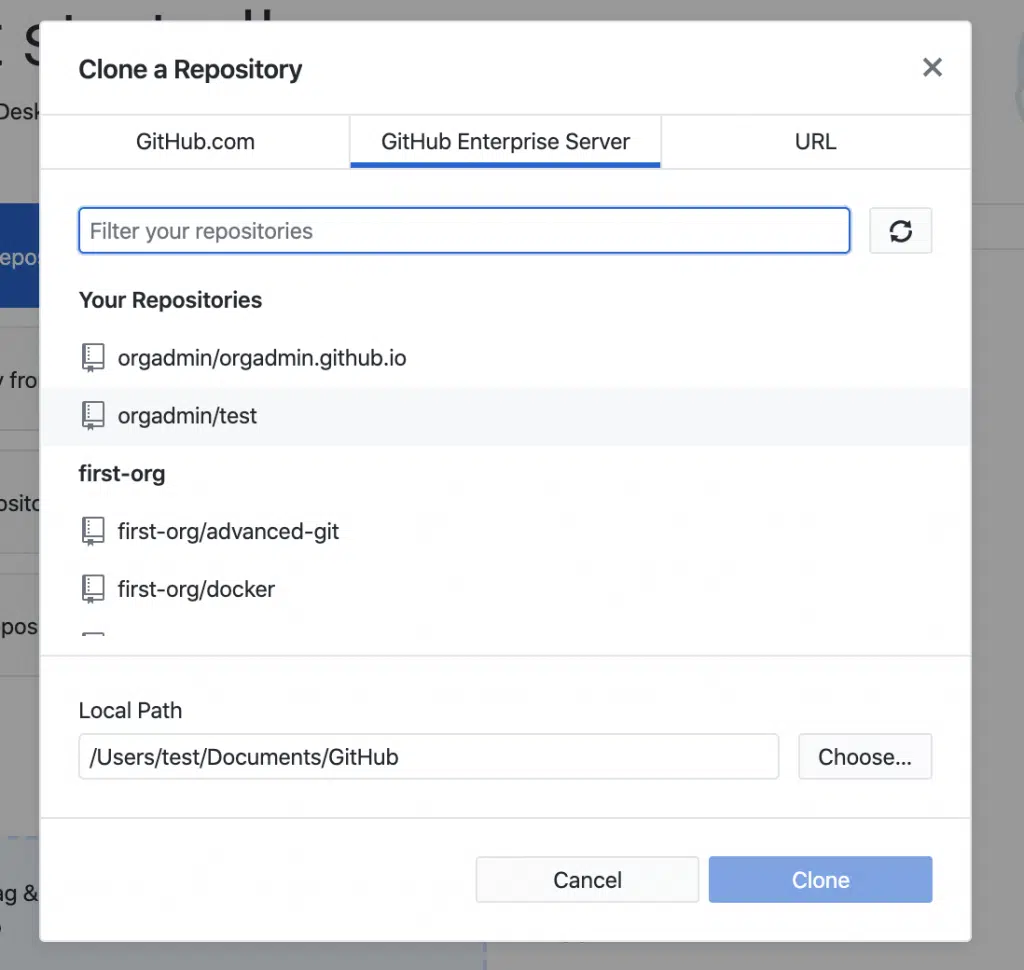 Clone a Repository
GitHub.com
GitHub Enterprise Server
URL
Filter your repositories
Your Repositories
orgadmin/orgadmin.github.io
orgadmin/test
first-org
first-org/advanced-git
first-org/docker
Local Path
/Users/test/Documents/GitHub
Choose...
Cancel
Clone